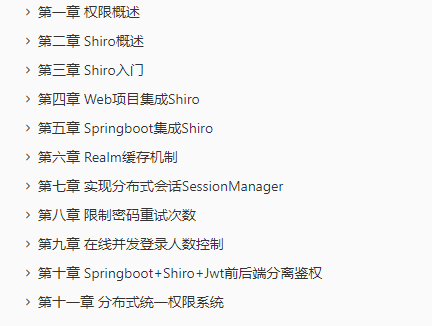 第一章 权限概述
第二章 Shiro概述
第三章 Shiro入门
第四章 Web项目集成Shiro
第五章 Springboot集成Shiro
第六章 Realm缓存机制
第七章 实现分布式会话SessionManager
第八章 限制密码重试次数
第九章 在线并发登录人数控制
第十章 Springboot+Shiro+Jwt前后端分离鉴权
第十一章 分布式统一权限系统